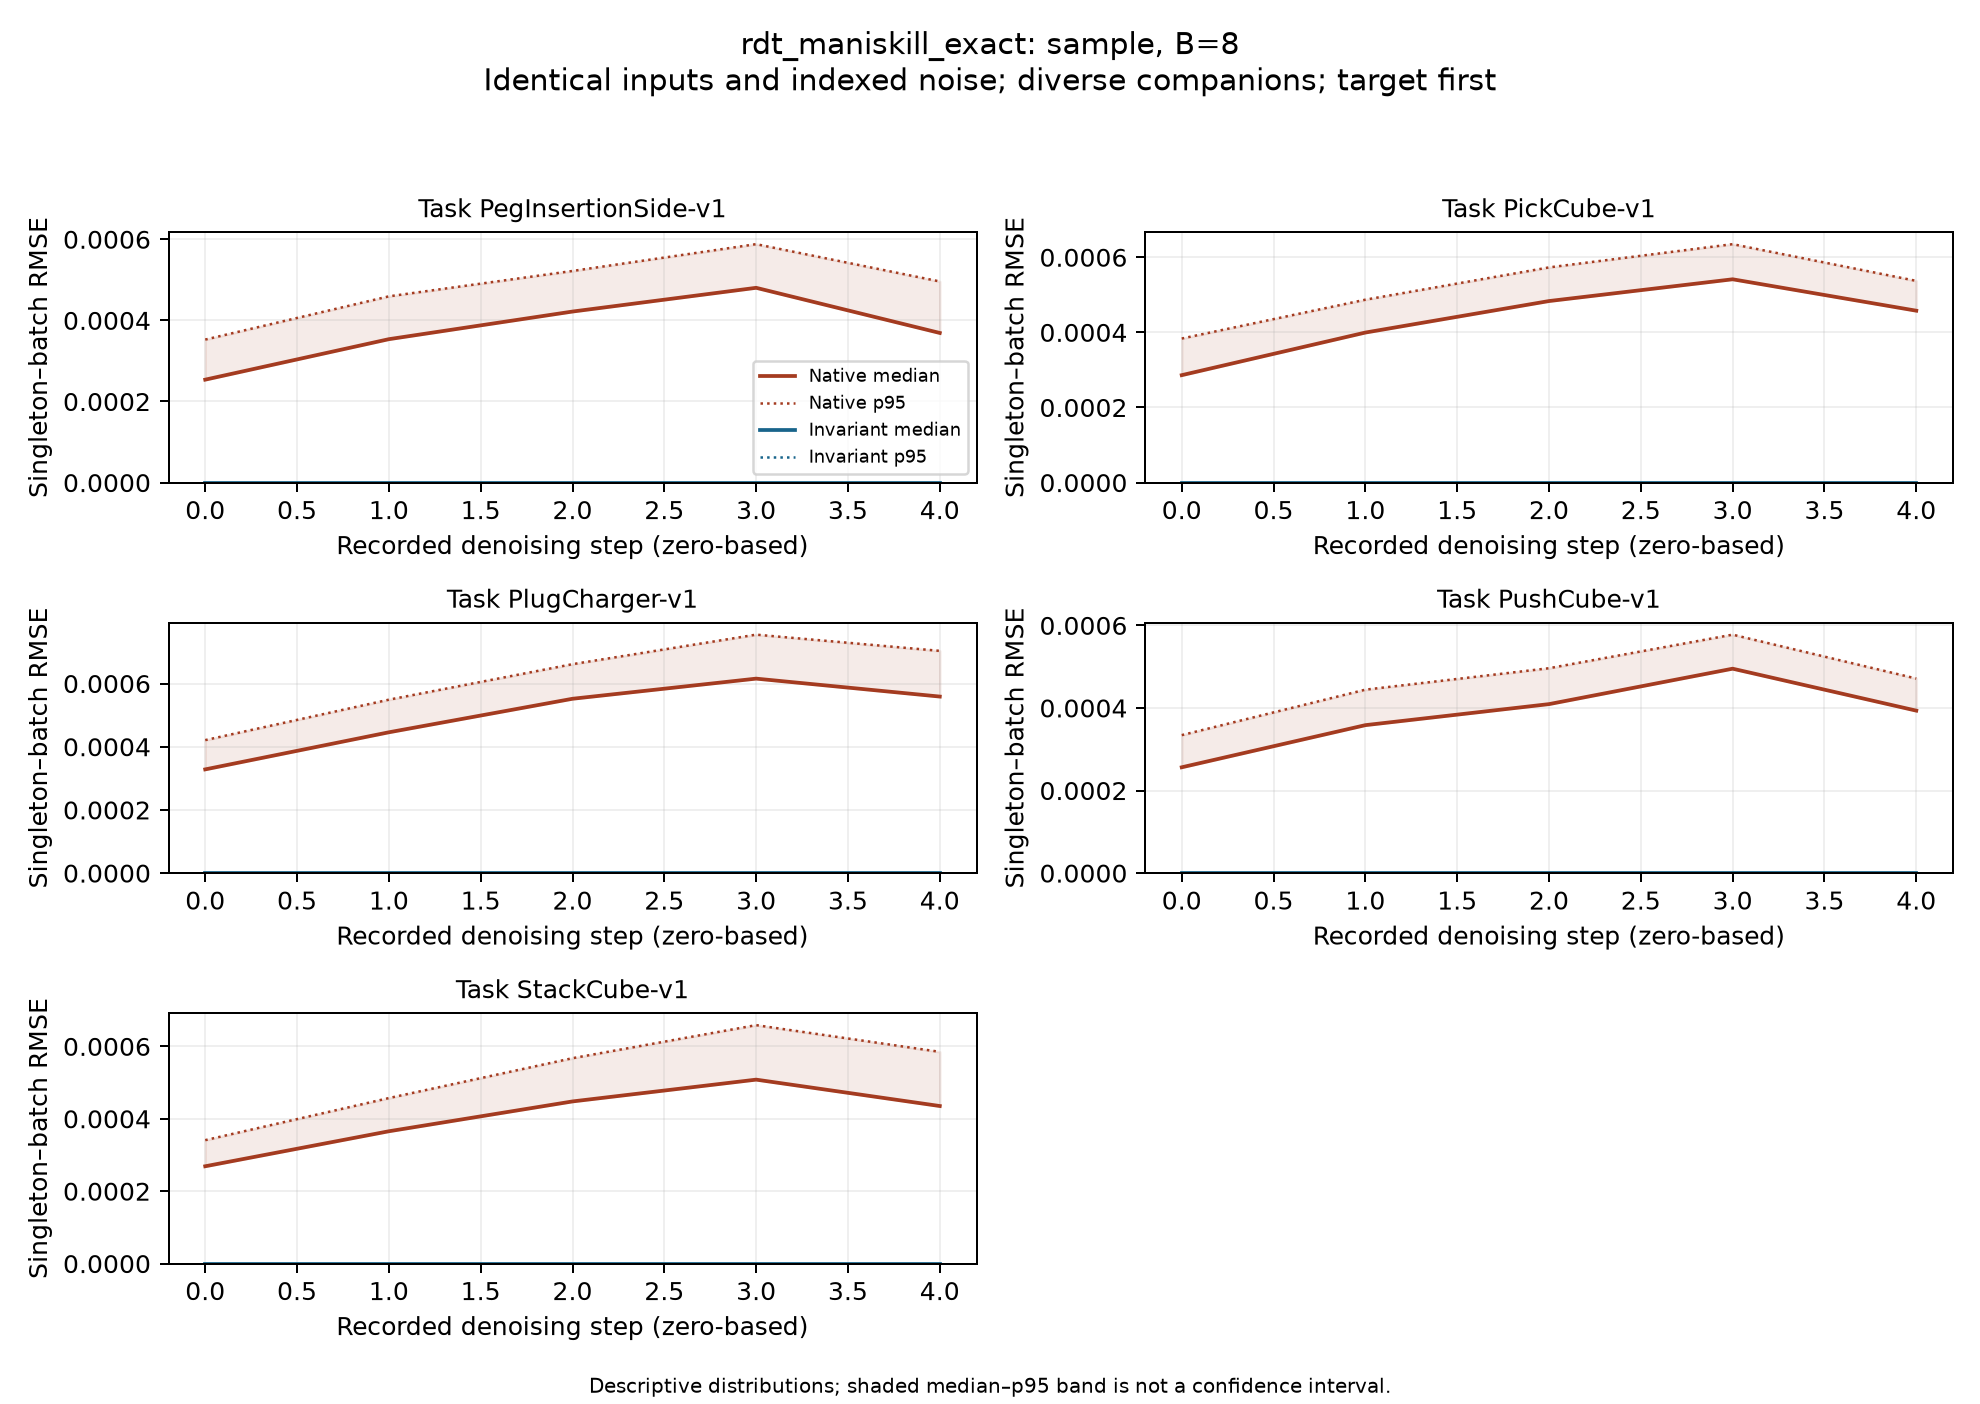 rdt_maniskill_exact: sample, B=8
Identical inputs and indexed noise; diverse companions; target first
Task PegInsertionSide-v1
Singleton–batch RMSE
0.0006
0.0004
0.0002
0.0000
Native median
Native p95
Invariant median
Invariant p95
0.0 0.5 1.0 1.5 2.0 2.5 3.0 3.5 4.0
Recorded denoising step (zero-based)
Task PickCube-v1
Singleton–batch RMSE
0.0006
0.0004
0.0002
0.0000
0.0 0.5 1.0 1.5 2.0 2.5 3.0 3.5 4.0
Recorded denoising step (zero-based)
Task PlugCharger-v1
Singleton–batch RMSE
0.0006
0.0004
0.0002
0.0000
0.0 0.5 1.0 1.5 2.0 2.5 3.0 3.5 4.0
Recorded denoising step (zero-based)
Task PushCube-v1
Singleton–batch RMSE
0.0006
0.0004
0.0002
0.0000
0.0 0.5 1.0 1.5 2.0 2.5 3.0 3.5 4.0
Recorded denoising step (zero-based)
Task StackCube-v1
Singleton–batch RMSE
0.0006
0.0004
0.0002
0.0000
0.0 0.5 1.0 1.5 2.0 2.5 3.0 3.5 4.0
Recorded denoising step (zero-based)
Descriptive distributions; shaded median–p95 band is not a confidence interval.